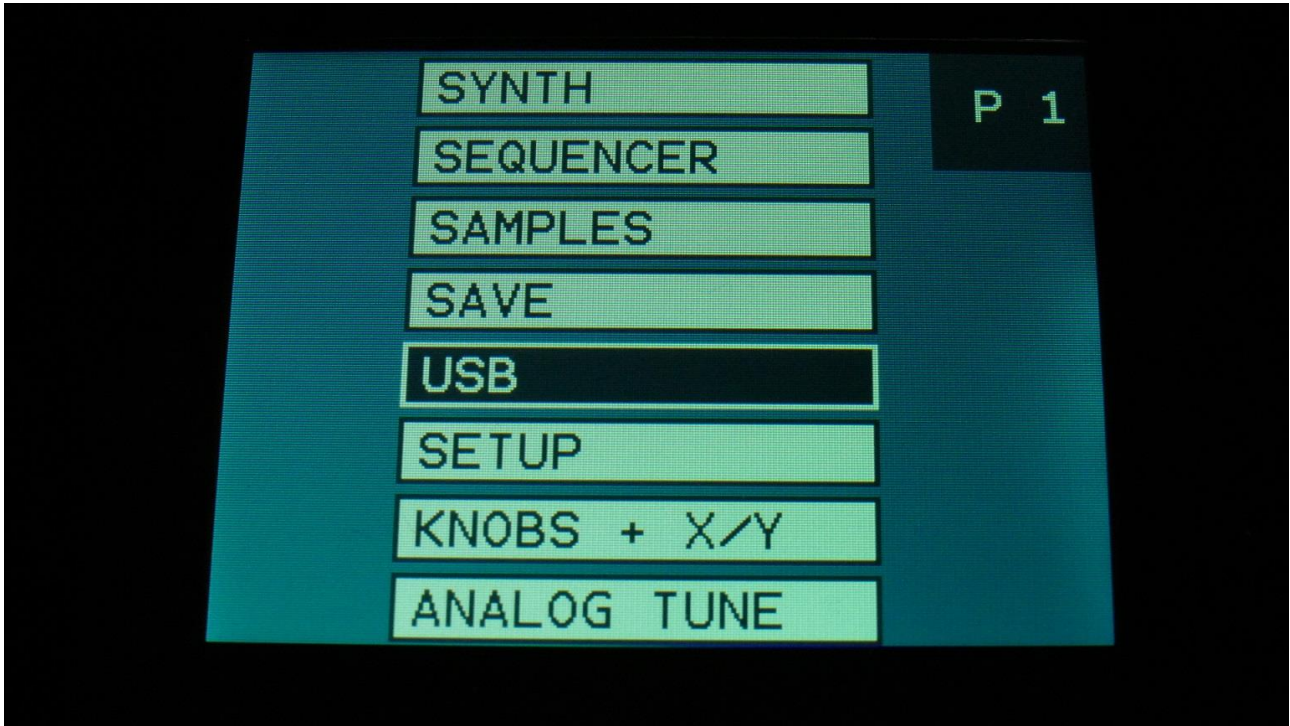 SYNTH
P 1
SEQUENCER
SAMPLES
SAVE
USB
SETUP
KNOBS + X/Y
ANALOG TUNE